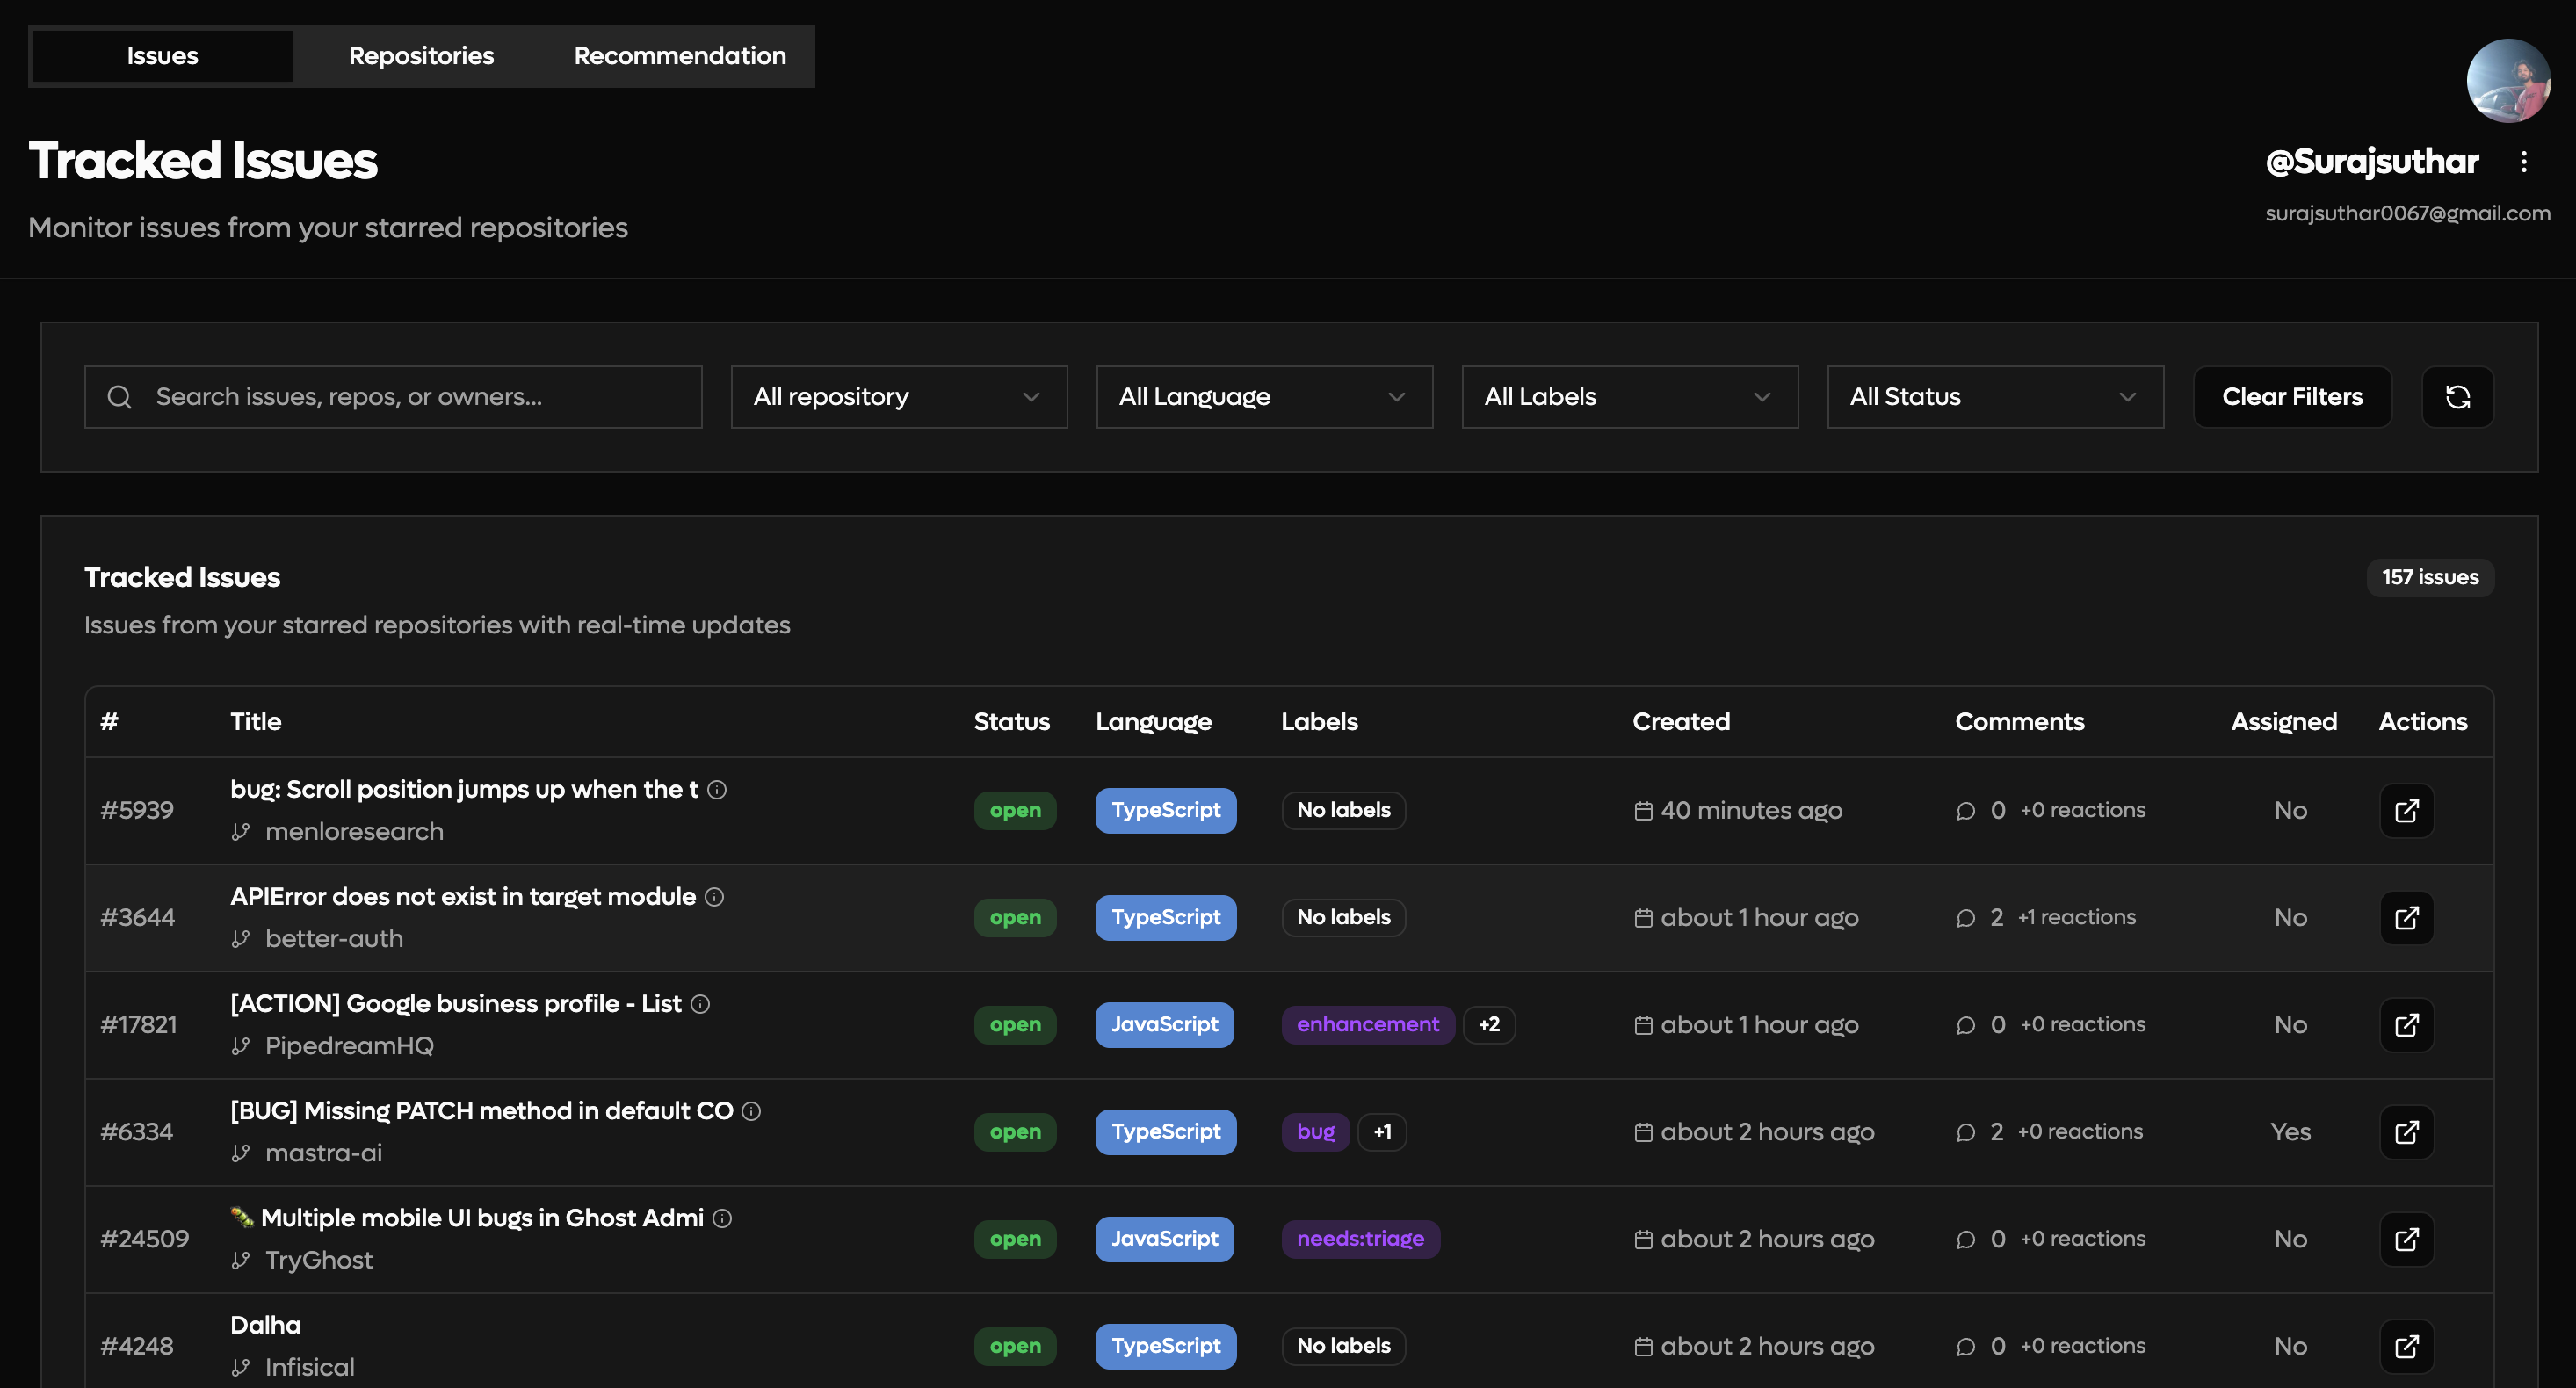 Issues Repositories Recommendation
Tracked Issues
@Surajsuthar
Monitor issues from your starred repositories
surajsuthar0067@gmail.com
Search issues, repos, or owners... All repository All Language All Labels All Status Clear Filters
Tracked Issues
157 issues
Issues from your starred repositories with real-time updates
# Title Status Language Labels Created Comments Assigned Actions
bug: Scroll position jumps up when the t
#5939 open TypeScript No labels 40 minutes ago 0 +0 reactions No
menloresearch
APIError does not exist in target module
#3644 open TypeScript No labels about 1 hour ago 2 +1 reactions No
better-auth
[ACTION] Google business profile - List
#17821 open JavaScript enhancement +2 about 1 hour ago 0 +0 reactions No
PipedreamHQ
[BUG] Missing PATCH method in default CO
#6334 open TypeScript bug +1 about 2 hours ago 2 +0 reactions Yes
mastra-ai
🐛 Multiple mobile UI bugs in Ghost Admi
#24509 open JavaScript needs:triage about 2 hours ago 0 +0 reactions No
TryGhost
Dalha
#4248 open TypeScript No labels about 2 hours ago 0 +0 reactions No
Infisical